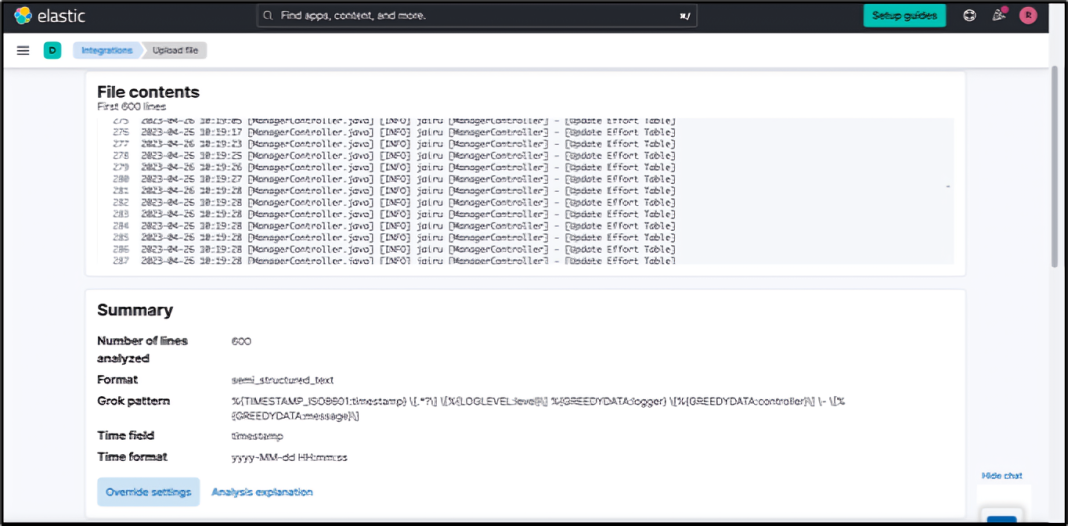 elastic
Find apps, content, and more.
⌘/
Setup guides
R
D
Integrations
Upload file
File contents
First 600 lines
275 2023-04-26 10:19:05 [ManagerController.java] [INFO] jairu [ManagerController] - [Update Effort Table]
276 2023-04-26 10:19:17 [ManagerController.java] [INFO] jairu [ManagerController] - [Update Effort Table]
277 2023-04-26 10:19:23 [ManagerController.java] [INFO] jairu [ManagerController] - [Update Effort Table]
278 2023-04-26 10:19:25 [ManagerController.java] [INFO] jairu [ManagerController] - [Update Effort Table]
279 2023-04-26 10:19:26 [ManagerController.java] [INFO] jairu [ManagerController] - [Update Effort Table]
280 2023-04-26 10:19:27 [ManagerController.java] [INFO] jairu [ManagerController] - [Update Effort Table]
281 2023-04-26 10:19:28 [ManagerController.java] [INFO] jairu [ManagerController] - [Update Effort Table]
282 2023-04-26 10:19:28 [ManagerController.java] [INFO] jairu [ManagerController] - [Update Effort Table]
283 2023-04-26 10:19:28 [ManagerController.java] [INFO] jairu [ManagerController] - [Update Effort Table]
284 2023-04-26 10:19:28 [ManagerController.java] [INFO] jairu [ManagerController] - [Update Effort Table]
285 2023-04-26 10:19:28 [ManagerController.java] [INFO] jairu [ManagerController] - [Update Effort Table]
286 2023-04-26 10:19:28 [ManagerController.java] [INFO] jairu [ManagerController] - [Update Effort Table]
287 2023-04-26 10:19:28 [ManagerController.java] [INFO] jairu [ManagerController] - [Update Effort Table]
Summary
Number of lines analyzed 600
Format semi_structured_text
Grok pattern %{TIMESTAMP_ISO8601:timestamp} \[.*?\] \[%{LOGLEVEL:level}\] %{GREEDYDATA:logger} \[%{GREEDYDATA:controller}\] \- \[%
{GREEDYDATA:message}\]
Time field timestamp
Time format yyyy-MM-dd HH:mm:ss
Override settings
Analysis explanation
Hide chat